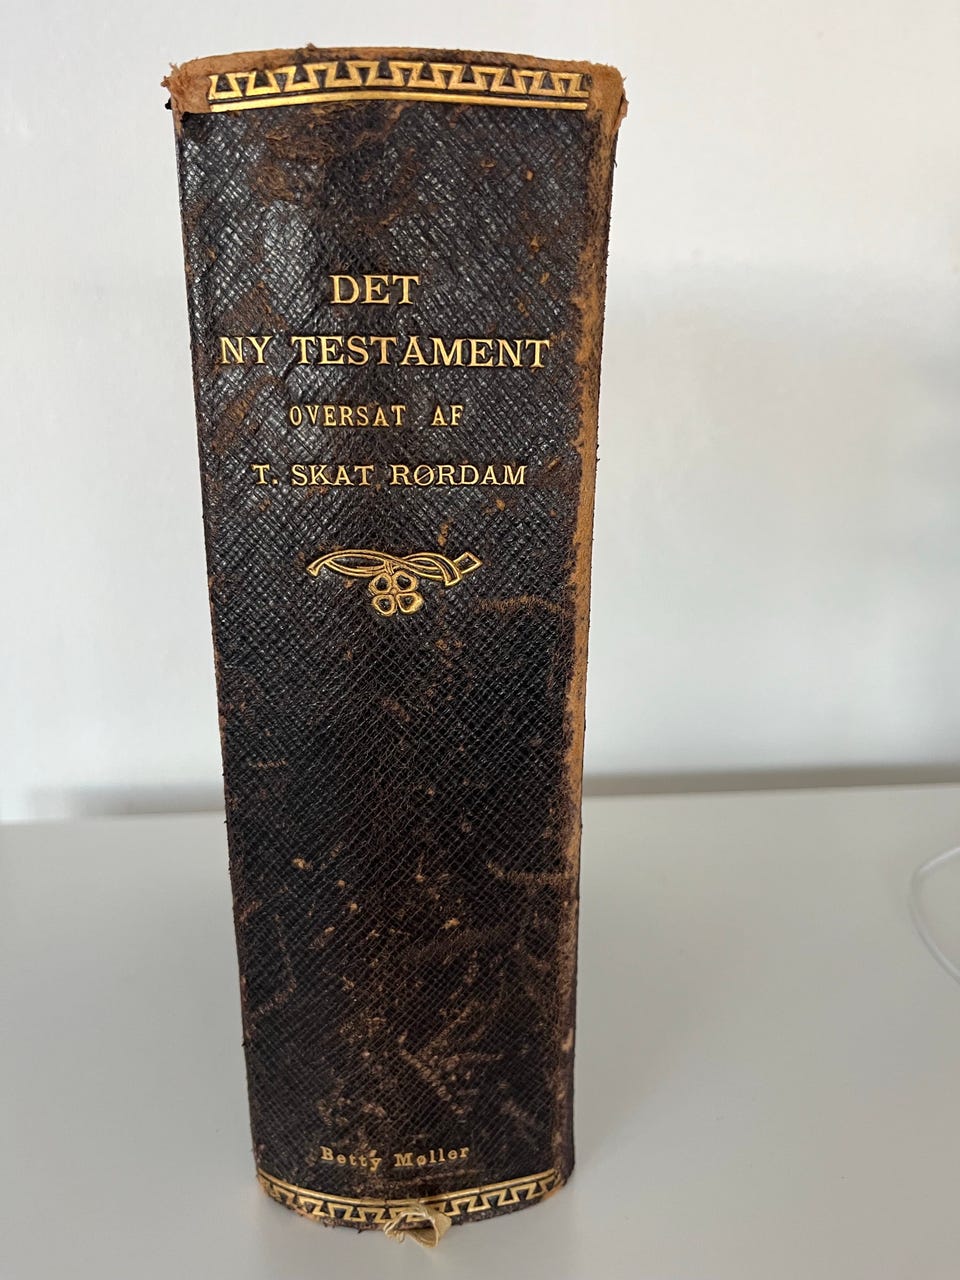 DET
NY TESTAMENT
OVERSAT AF
T. SKAT RØRDAM
Betty Møller